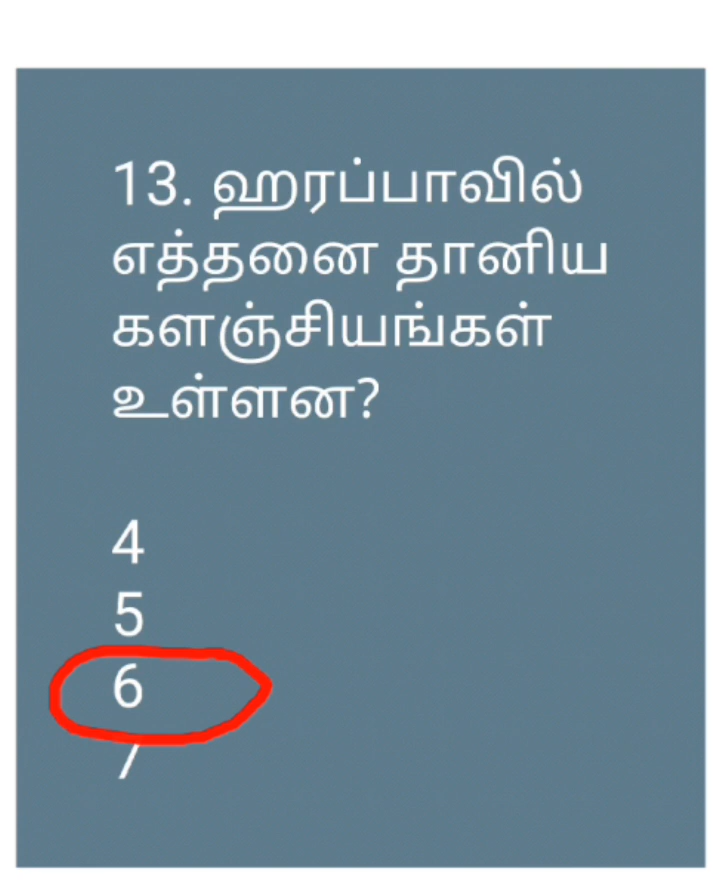 13. ஹரப்பாவில்
எத்தனை தானிய
களஞ்சியங்கள்
உள்ளன?
4
5
6
7